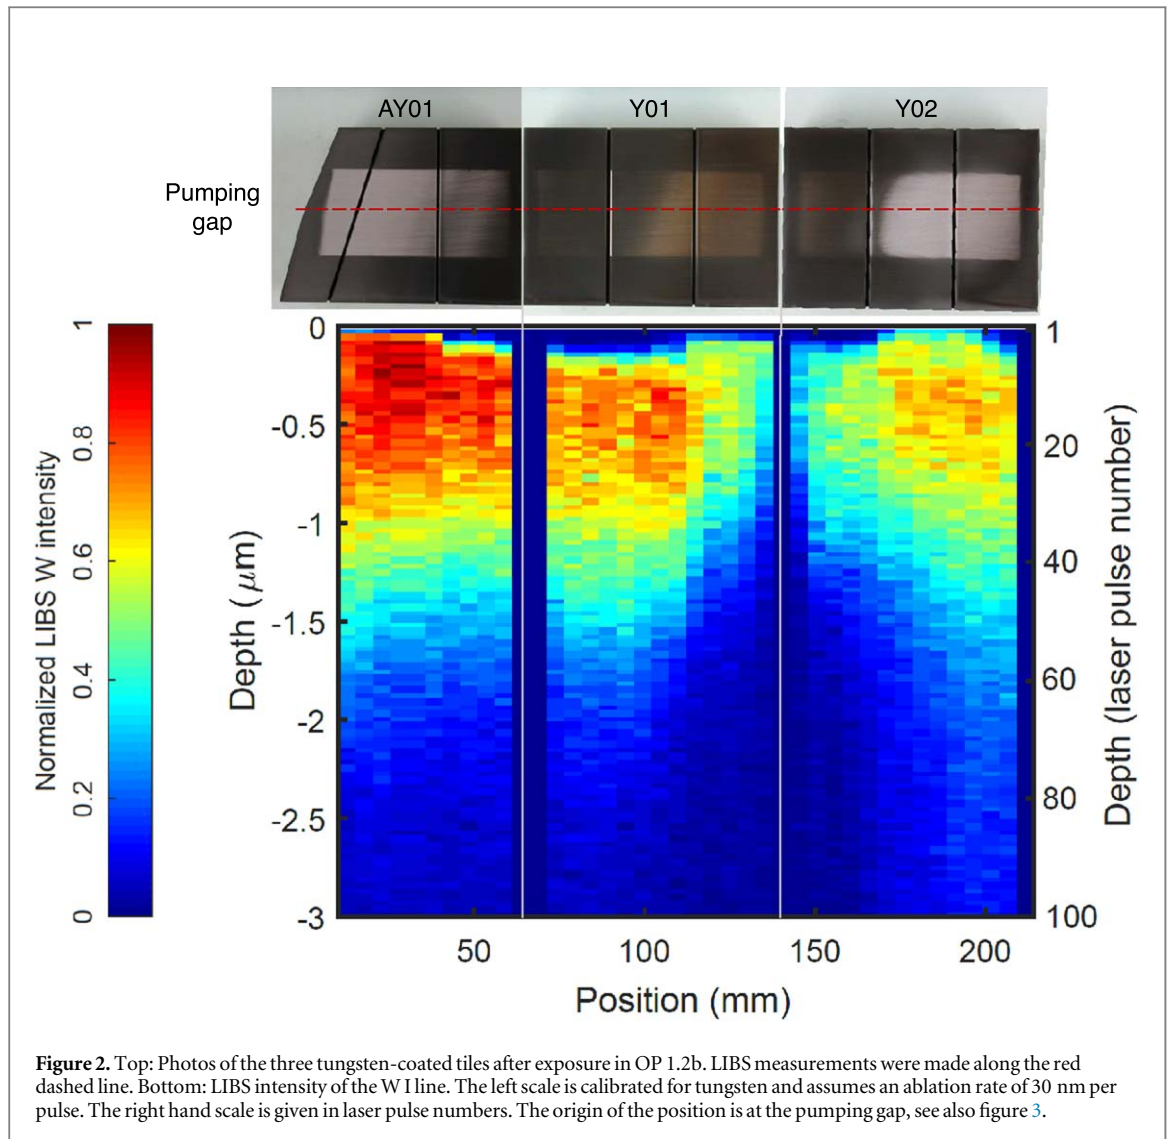 AY01 Y01 Y02
Pumping
gap
Normalized LIBS W intensity
1
0.8
0.6
0.4
0.2
0
Depth (μm)
0
-0.5
-1
-1.5
-2
-2.5
-3
1
20
40
60
80
100
Depth (laser pulse number)
50 100 150 200
Position (mm)
Figure 2. Top: Photos of the three tungsten-coated tiles after exposure in OP 1.2b. LIBS measurements were made along the red
dashed line. Bottom: LIBS intensity of the W I line. The left scale is calibrated for tungsten and assumes an ablation rate of 30 nm per
pulse. The right hand scale is given in laser pulse numbers. The origin of the position is at the pumping gap, see also figure 3.